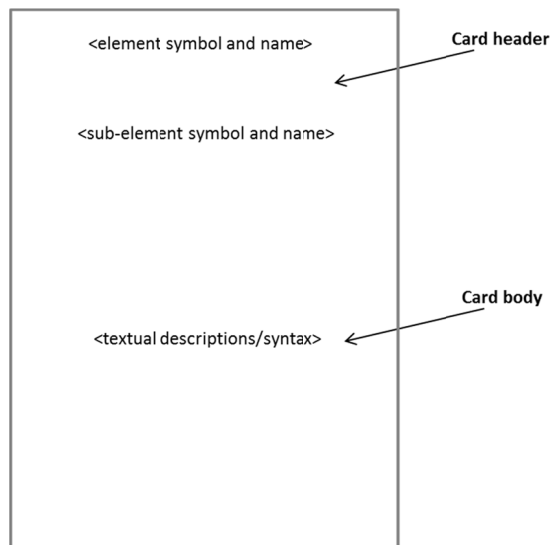 <element symbol and name>
Card header
<sub-element symbol and name>
Card body
<textual descriptions/syntax>